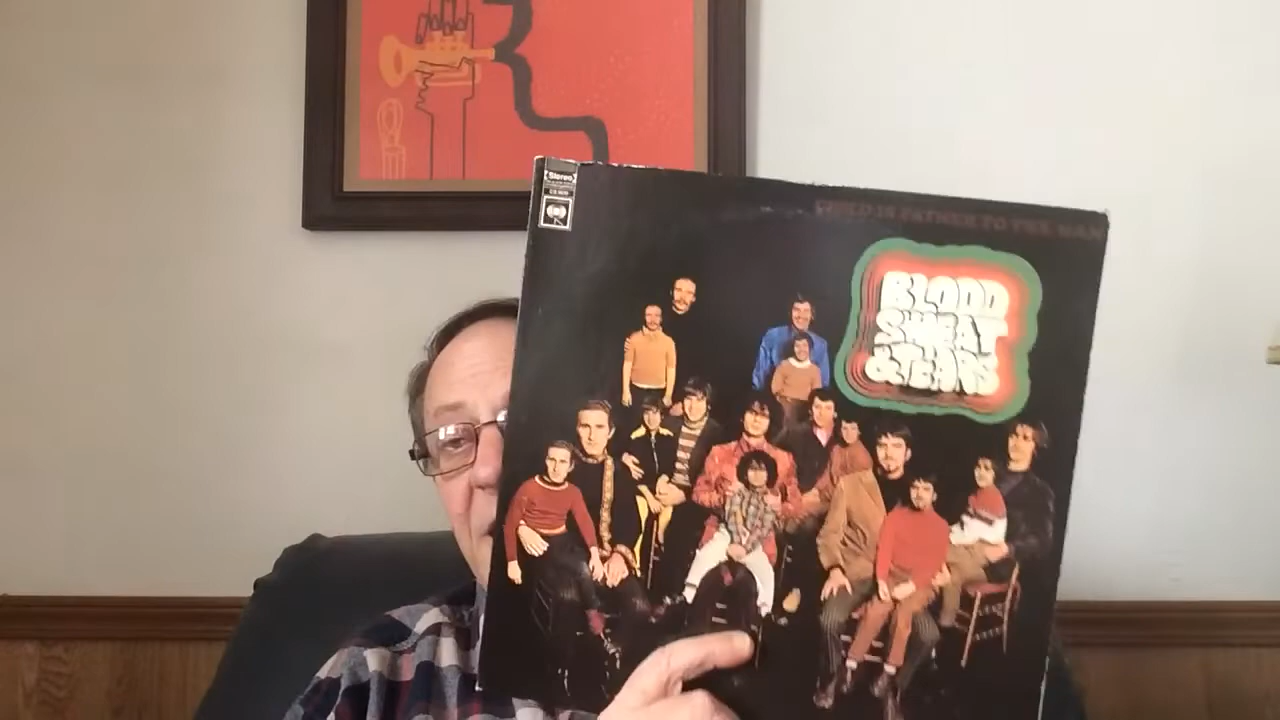 Stereo
CHILD IS FATHER TO THE MAN
BLOOD
SWEAT
&TEARS